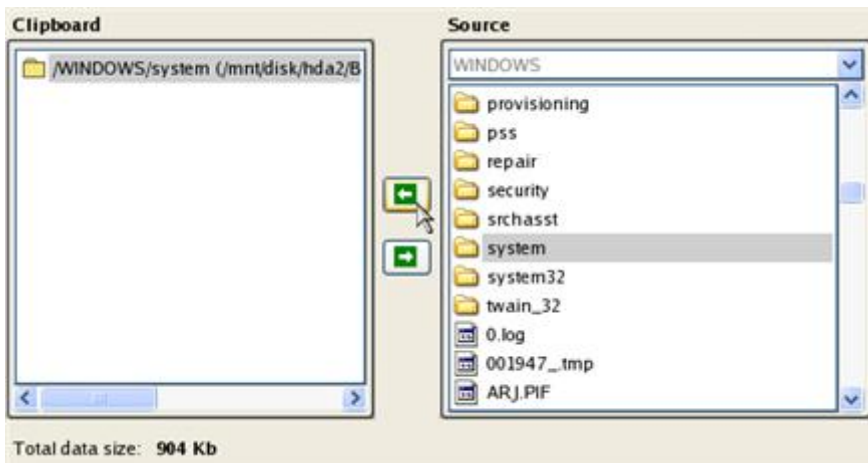 Clipboard
/WINDOWS/system (/mnt/disk/hda2/B
Source
WINDOWS
provisioning
pss
repair
security
srchasst
system
system32
twain_32
0.log
001947_.tmp
ARJ.PIF
Total data size: 904 Kb